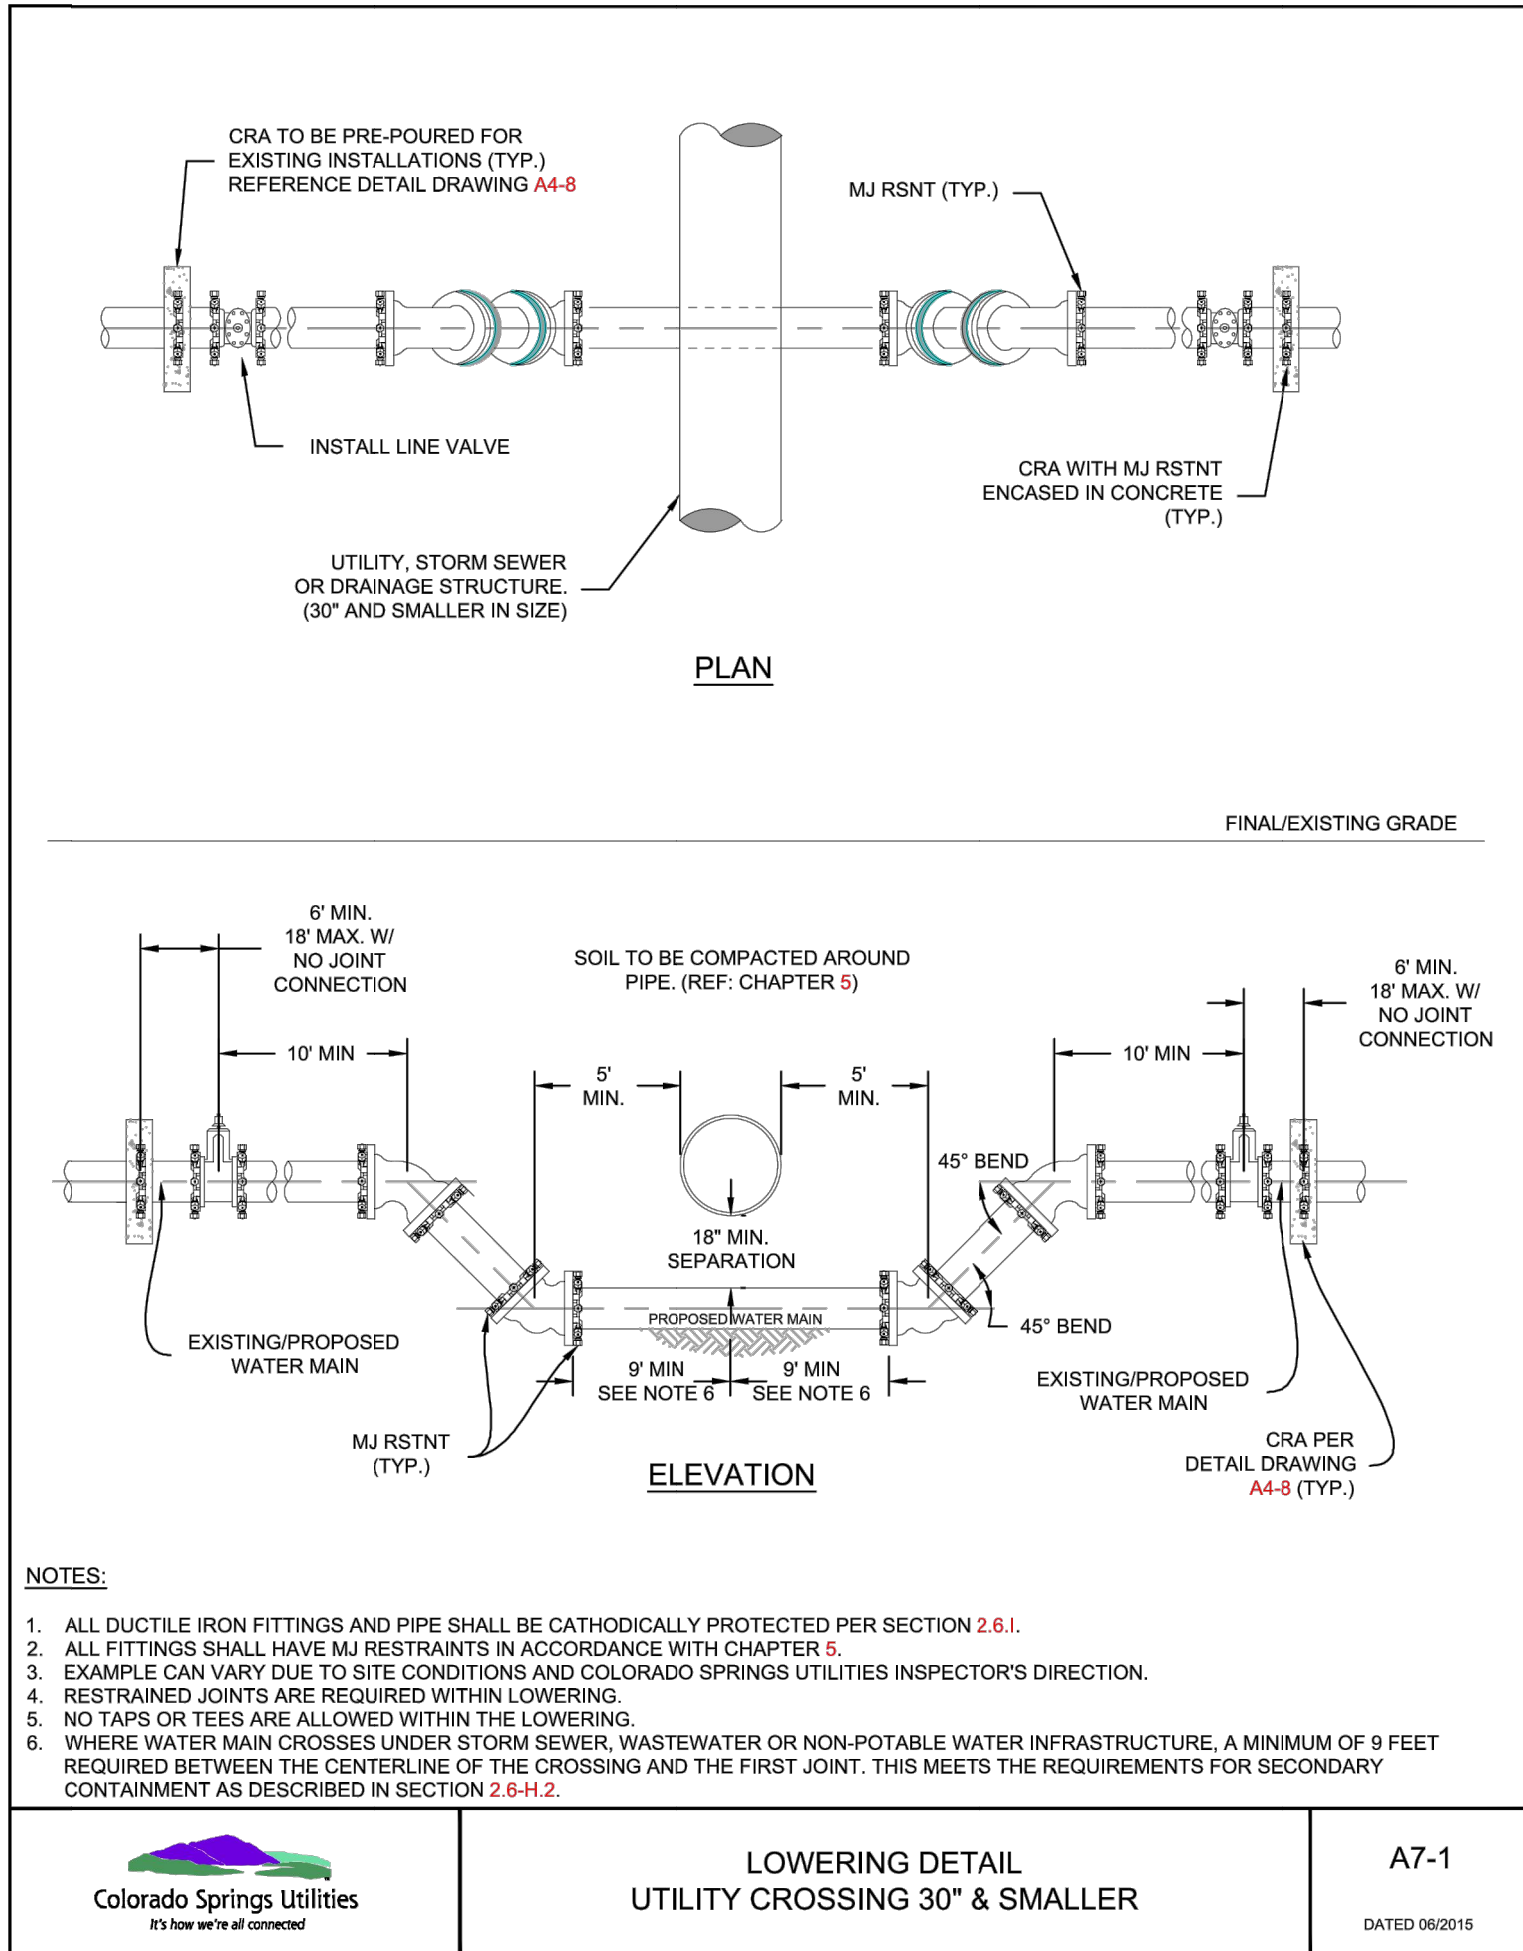 CRA TO BE PRE-POURED FOR
EXISTING INSTALLATIONS (TYP.)
REFERENCE DETAIL DRAWING A4-8
MJ RSNT (TYP.)
INSTALL LINE VALVE
CRA WITH MJ RSTNT
ENCASED IN CONCRETE
(TYP.)
UTILITY, STORM SEWER
OR DRAINAGE STRUCTURE.
(30" AND SMALLER IN SIZE)
PLAN
FINAL/EXISTING GRADE
6' MIN.
18' MAX. W/
NO JOINT
CONNECTION
SOIL TO BE COMPACTED AROUND
PIPE. (REF: CHAPTER 5)
6' MIN.
18' MAX. W/
NO JOINT
CONNECTION
10' MIN
5'
MIN.
5'
MIN.
10' MIN
45° BEND
18" MIN.
SEPARATION
PROPOSED WATER MAIN
45° BEND
EXISTING/PROPOSED
WATER MAIN
9' MIN
SEE NOTE 6
9' MIN
SEE NOTE 6
EXISTING/PROPOSED
WATER MAIN
MJ RSTNT
(TYP.)
CRA PER
DETAIL DRAWING
A4-8 (TYP.)
ELEVATION
NOTES:
1. ALL DUCTILE IRON FITTINGS AND PIPE SHALL BE CATHODICALLY PROTECTED PER SECTION 2.6.I.
2. ALL FITTINGS SHALL HAVE MJ RESTRAINTS IN ACCORDANCE WITH CHAPTER 5.
3. EXAMPLE CAN VARY DUE TO SITE CONDITIONS AND COLORADO SPRINGS UTILITIES INSPECTOR'S DIRECTION.
4. RESTRAINED JOINTS ARE REQUIRED WITHIN LOWERING.
5. NO TAPS OR TEES ARE ALLOWED WITHIN THE LOWERING.
6. WHERE WATER MAIN CROSSES UNDER STORM SEWER, WASTEWATER OR NON-POTABLE WATER INFRASTRUCTURE, A MINIMUM OF 9 FEET
REQUIRED BETWEEN THE CENTERLINE OF THE CROSSING AND THE FIRST JOINT. THIS MEETS THE REQUIREMENTS FOR SECONDARY
CONTAINMENT AS DESCRIBED IN SECTION 2.6-H.2.
Colorado Springs Utilities
It's how we're all connected
LOWERING DETAIL
UTILITY CROSSING 30" & SMALLER
A7-1
DATED 06/2015